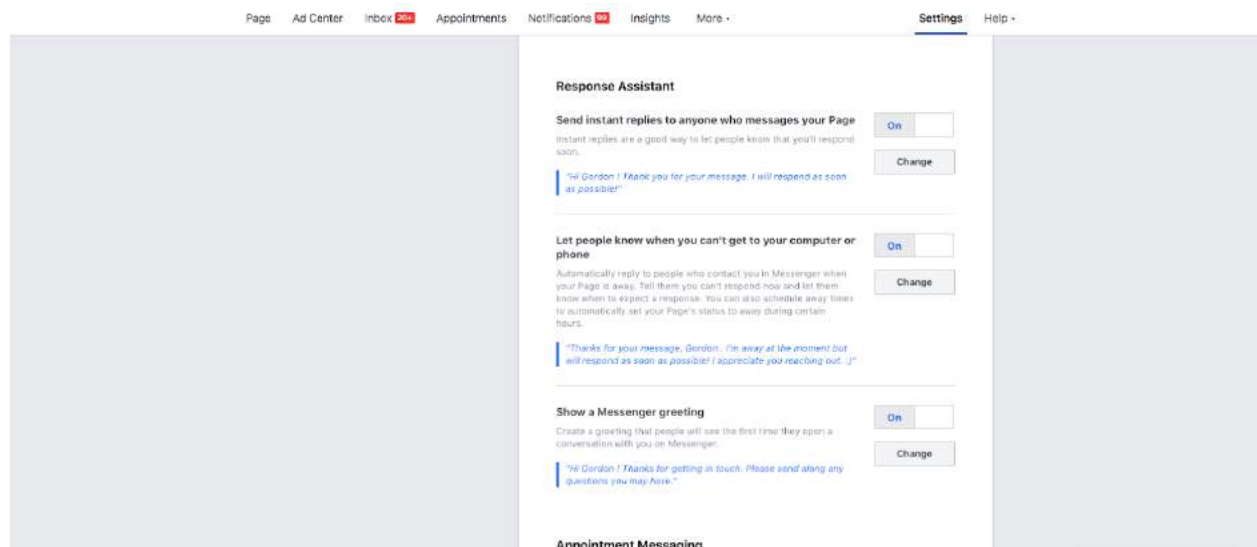 Page Ad Center Inbox 20+ Appointments Notifications 99 Insights More Settings Help
Response Assistant
Send instant replies to anyone who messages your Page
On
Instant replies are a good way to let people know that you'll respond
soon.
Change
"Hi Gordon ! Thank you for your message. I will respond as soon
as possible!"
Let people know when you can't get to your computer or
phone
On
Automatically reply to people who contact you in Messenger when
your Page is away. Tell them you can't respond now and let them
know when to expect a response. You can also schedule away times
to automatically set your Page's status to away during certain
hours.
Change
"Thanks for your message, Gordon . I'm away at the moment but
will respond as soon as possible! I appreciate you reaching out. :)"
Show a Messenger greeting
On
Create a greeting that people will see the first time they open a
conversation with you on Messenger.
Change
"Hi Gordon ! Thanks for getting in touch. Please send along any
questions you may have."
Appointment Messaging